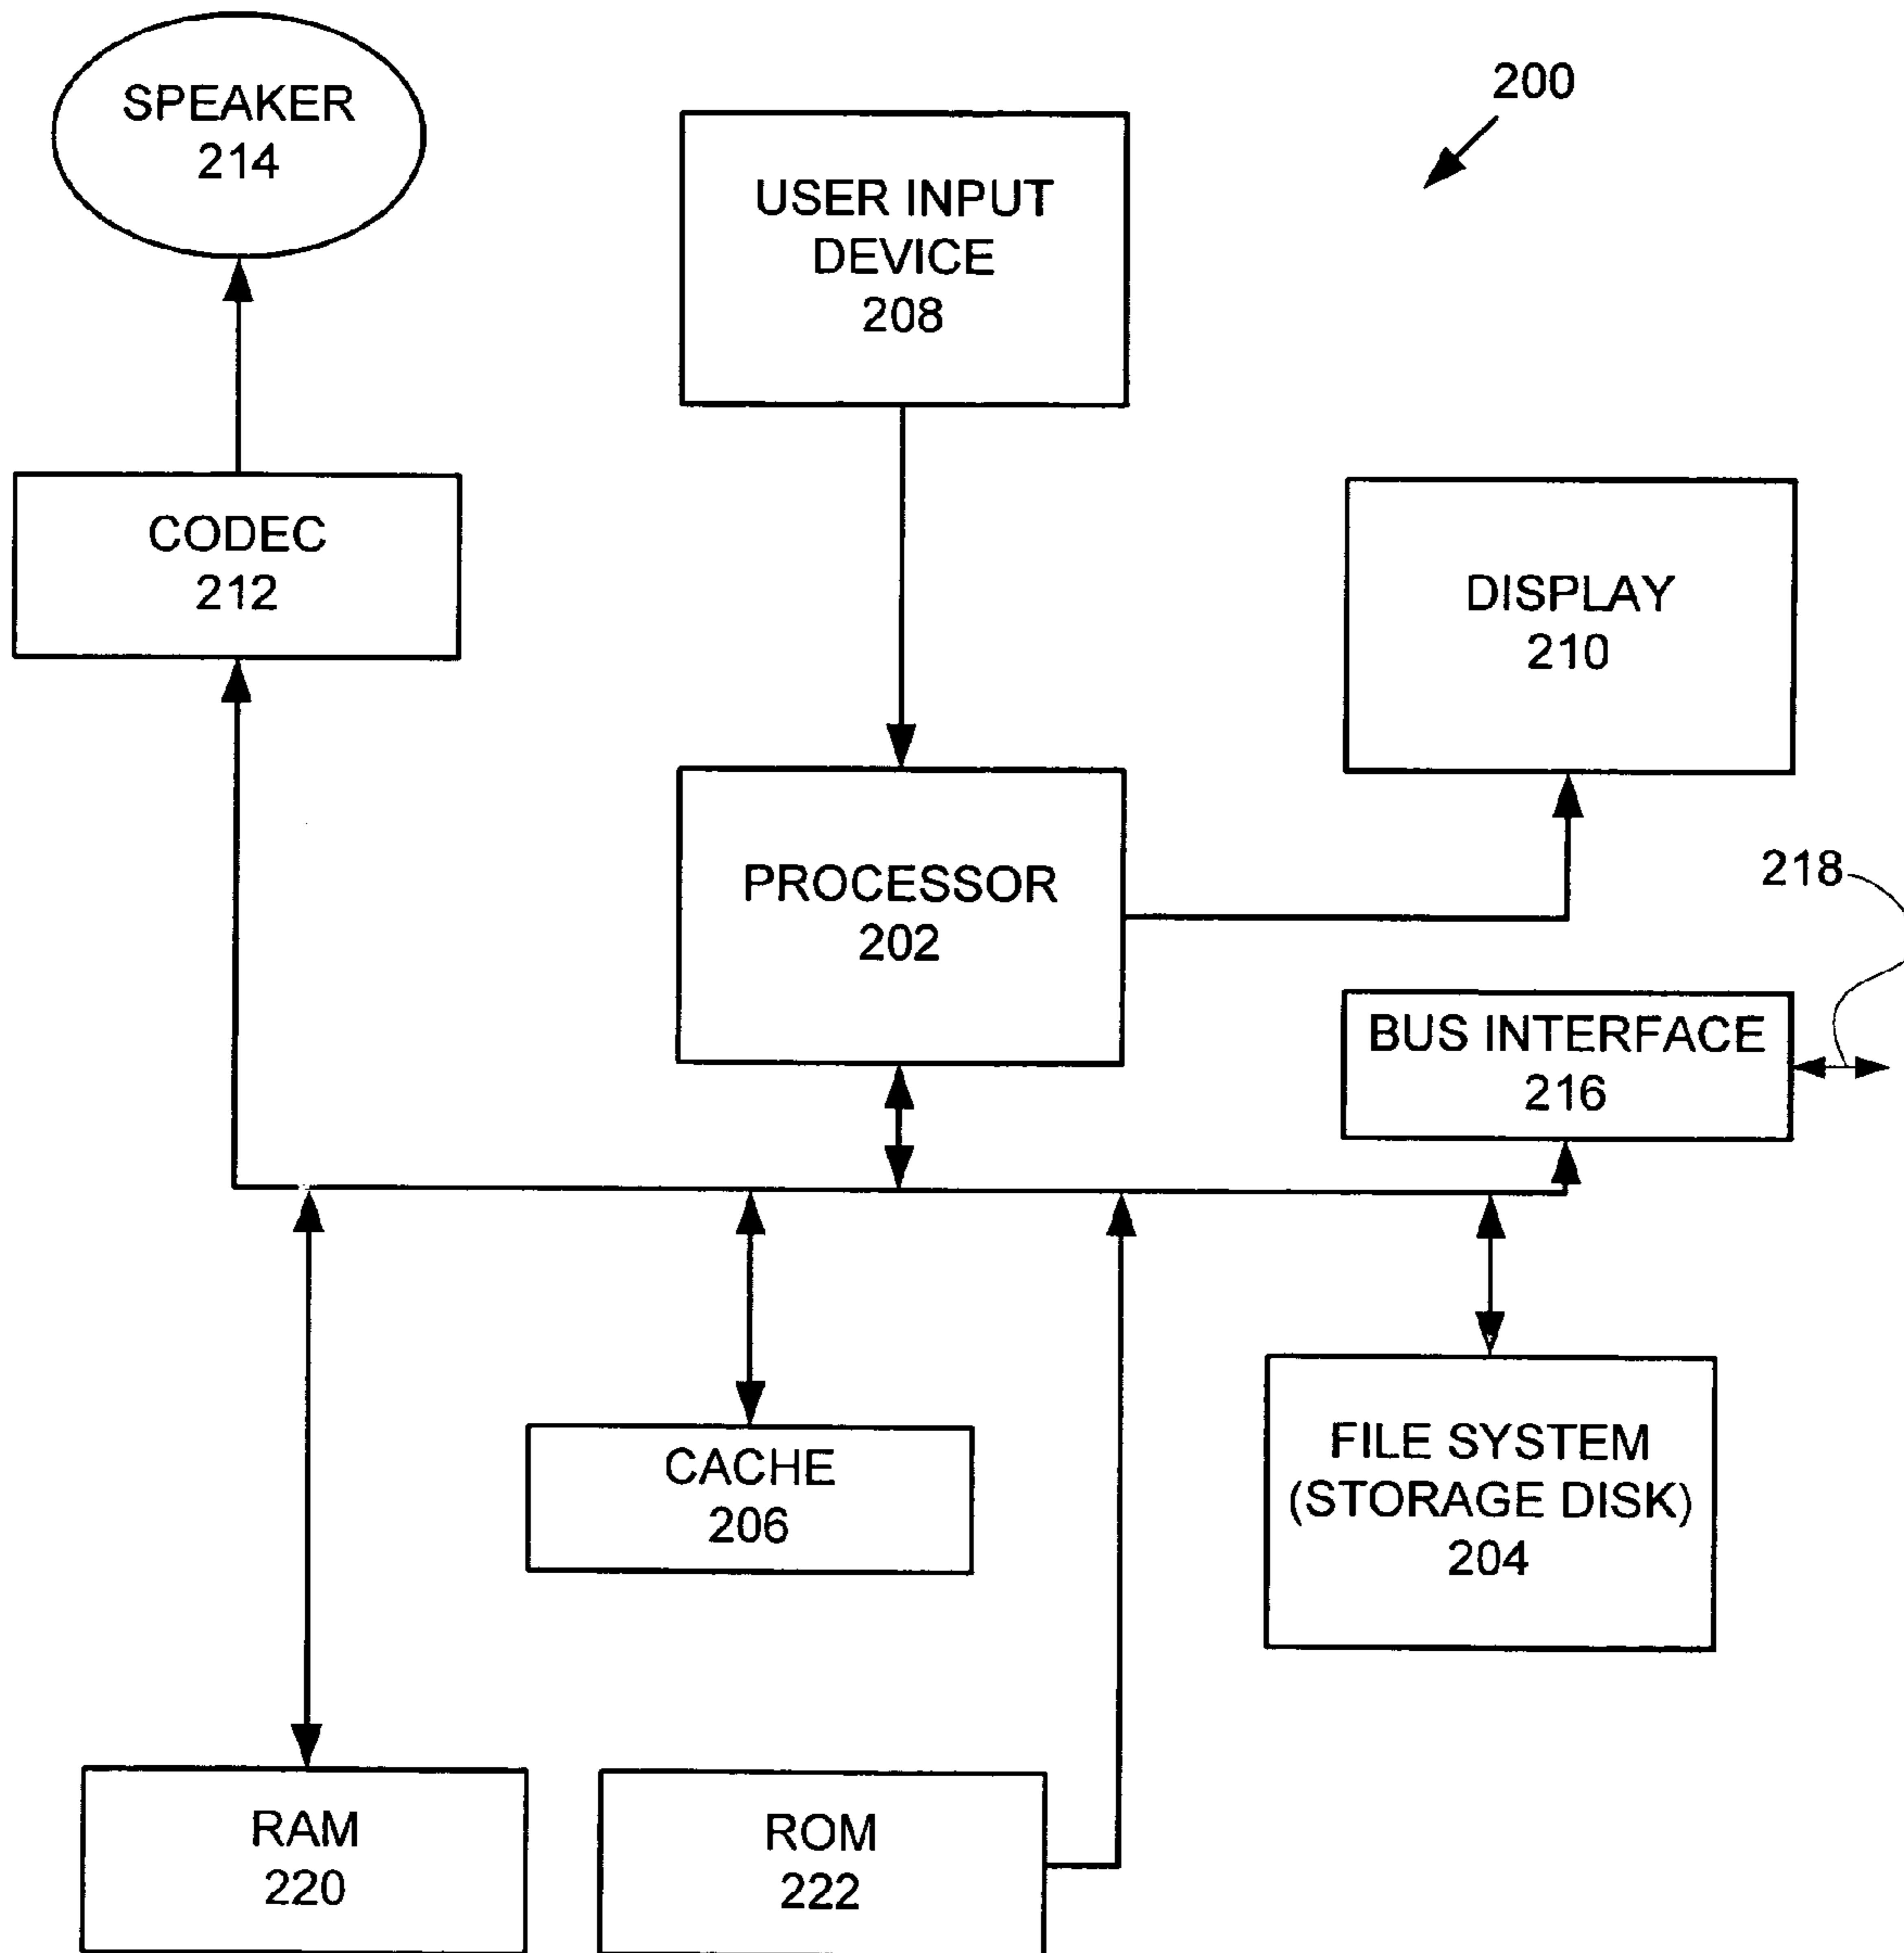 SPEAKER
214
200
USER INPUT
DEVICE
208
CODEC
212
DISPLAY
210
PROCESSOR
202
218
BUS INTERFACE
216
CACHE
206
FILE SYSTEM
(STORAGE DISK)
204
RAM
220
ROM
222